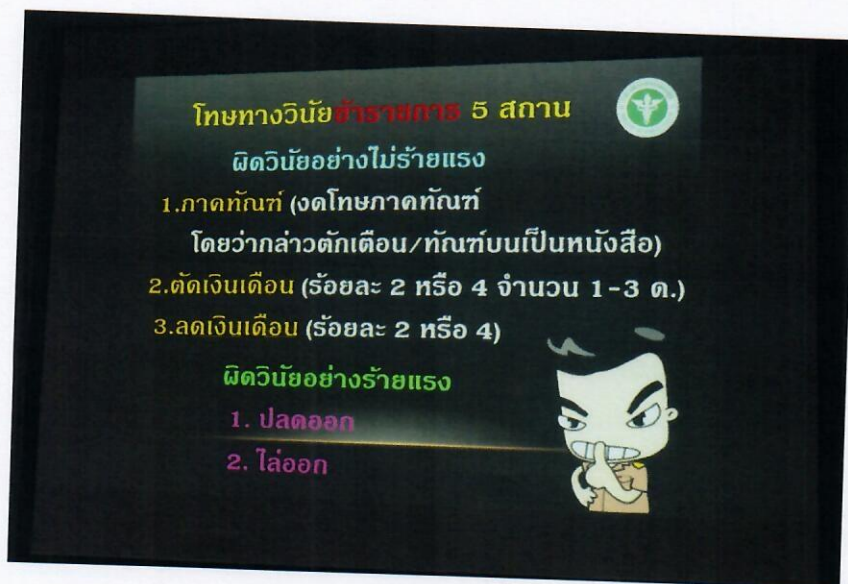 โทษทางวินัยข้าราชการ 5 สถาน
ผิดวินัยอย่างไม่ร้ายแรง
1.ภาคทัณฑ์ (งดโทษภาคทัณฑ์
โดยว่ากล่าวตักเตือน/ทัณฑ์บนเป็นหนังสือ)
2.ตัดเงินเดือน (ร้อยละ 2 หรือ 4 จำนวน 1-3 ด.)
3.ลดเงินเดือน (ร้อยละ 2 หรือ 4)
ผิดวินัยอย่างร้ายแรง
1. ปลดออก
2. ไล่ออก